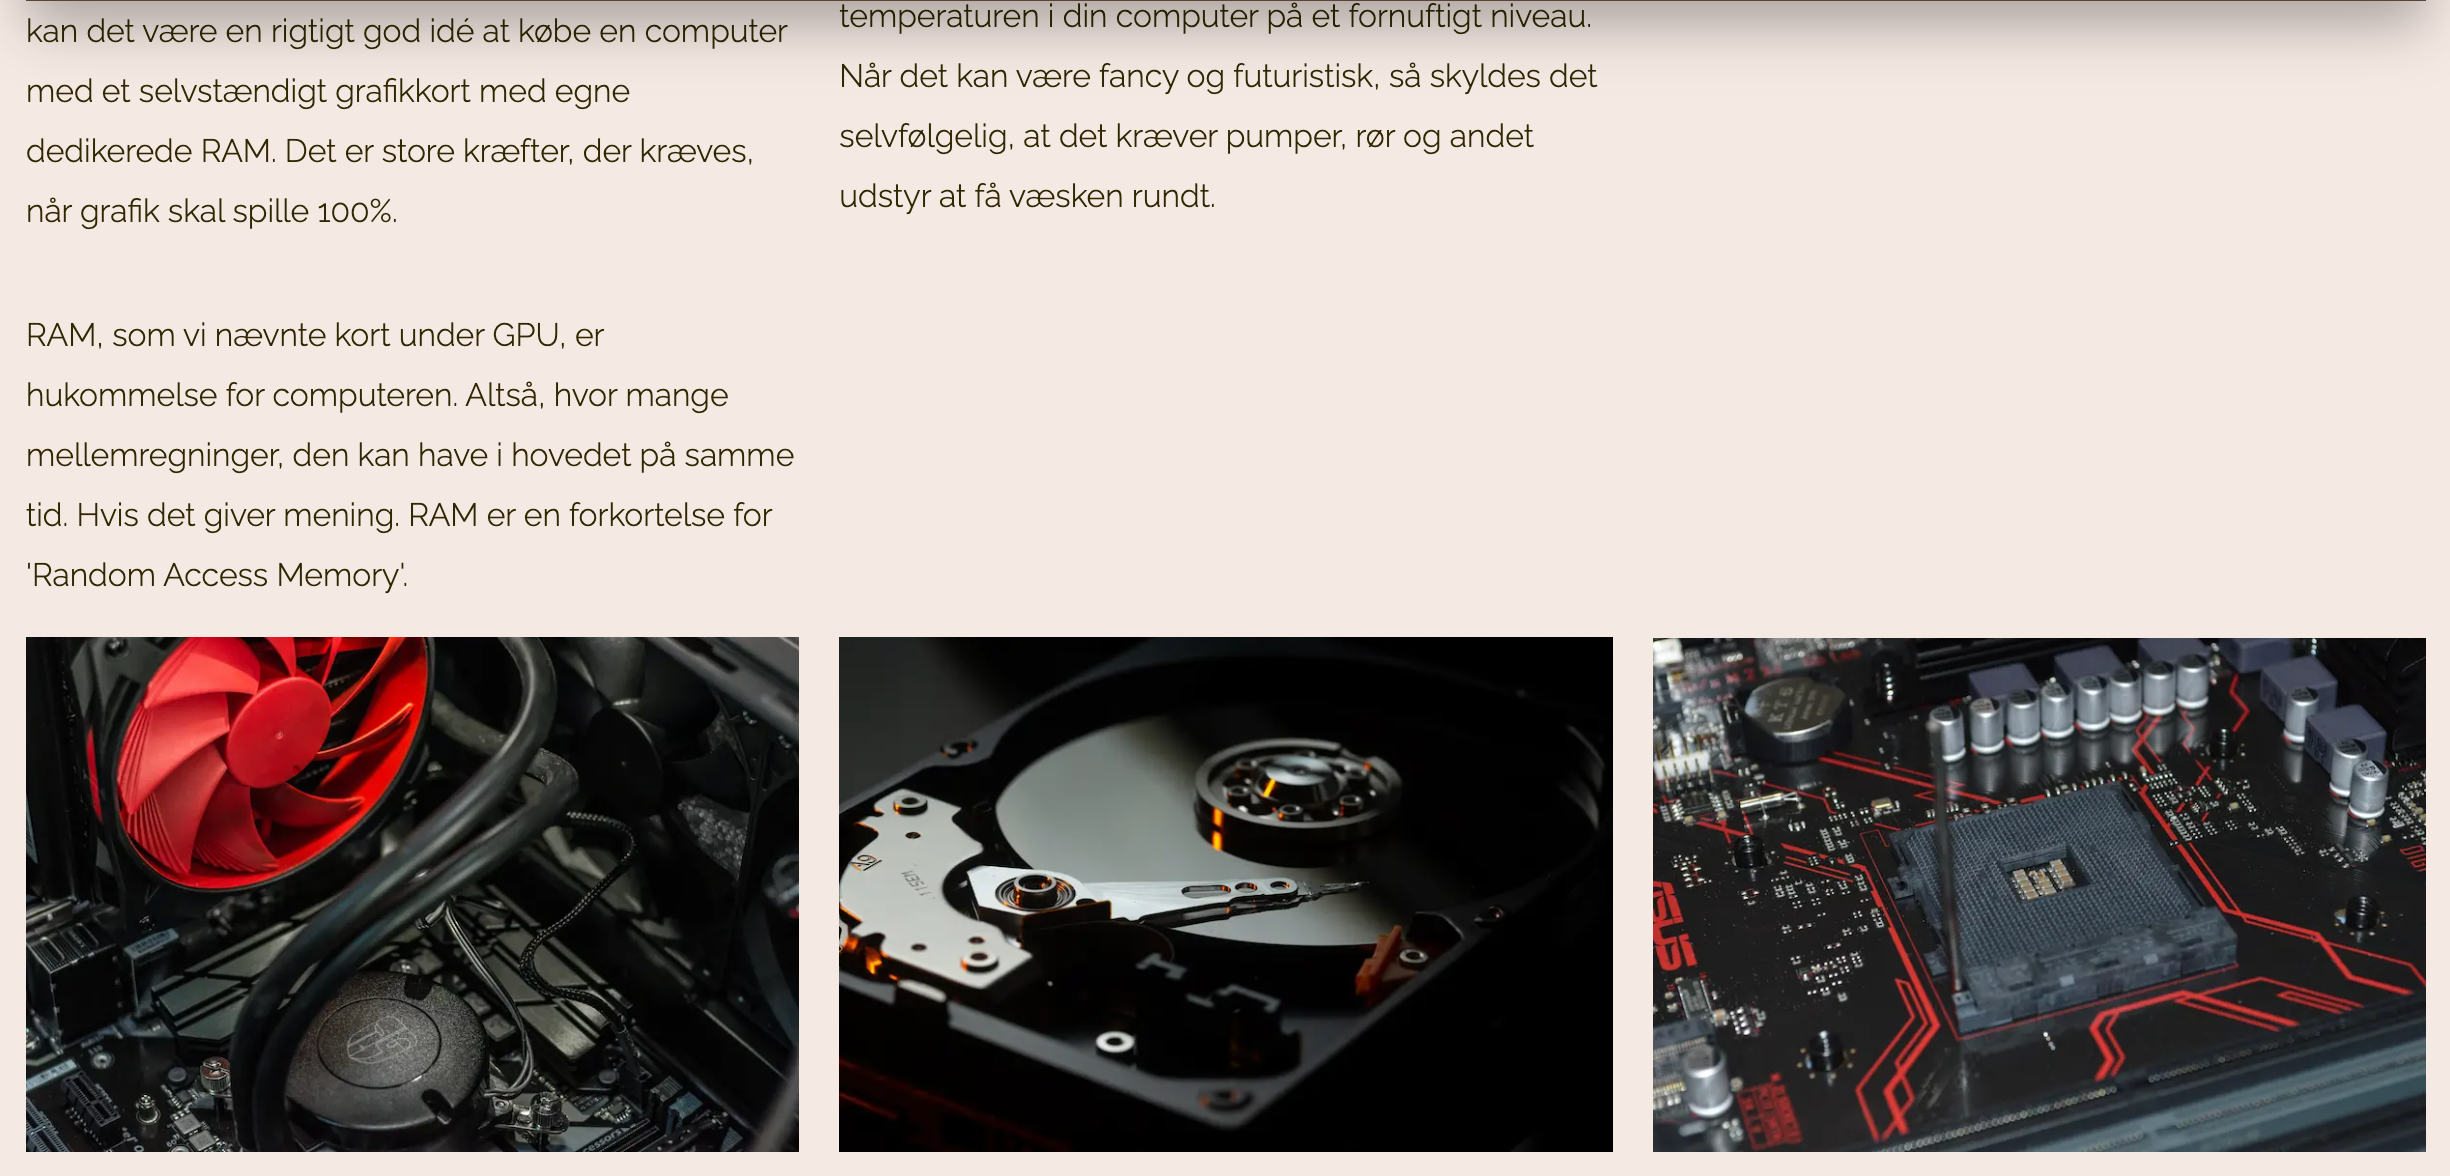 kan det være en rigtigt god idé at købe en computer
med et selvstændigt grafikkort med egne
dedikerede RAM. Det er store kræfter, der kræves,
når grafik skal spille 100%.
RAM, som vi nævnte kort under GPU, er
hukommelse for computeren. Altså, hvor mange
mellemregninger, den kan have i hovedet på samme
tid. Hvis det giver mening. RAM er en forkortelse for
'Random Access Memory'.
temperaturen i din computer på et fornuftigt niveau.
Når det kan være fancy og futuristisk, så skyldes det
selvfølgelig, at det kræver pumper, rør og andet
udstyr at få væsken rundt.